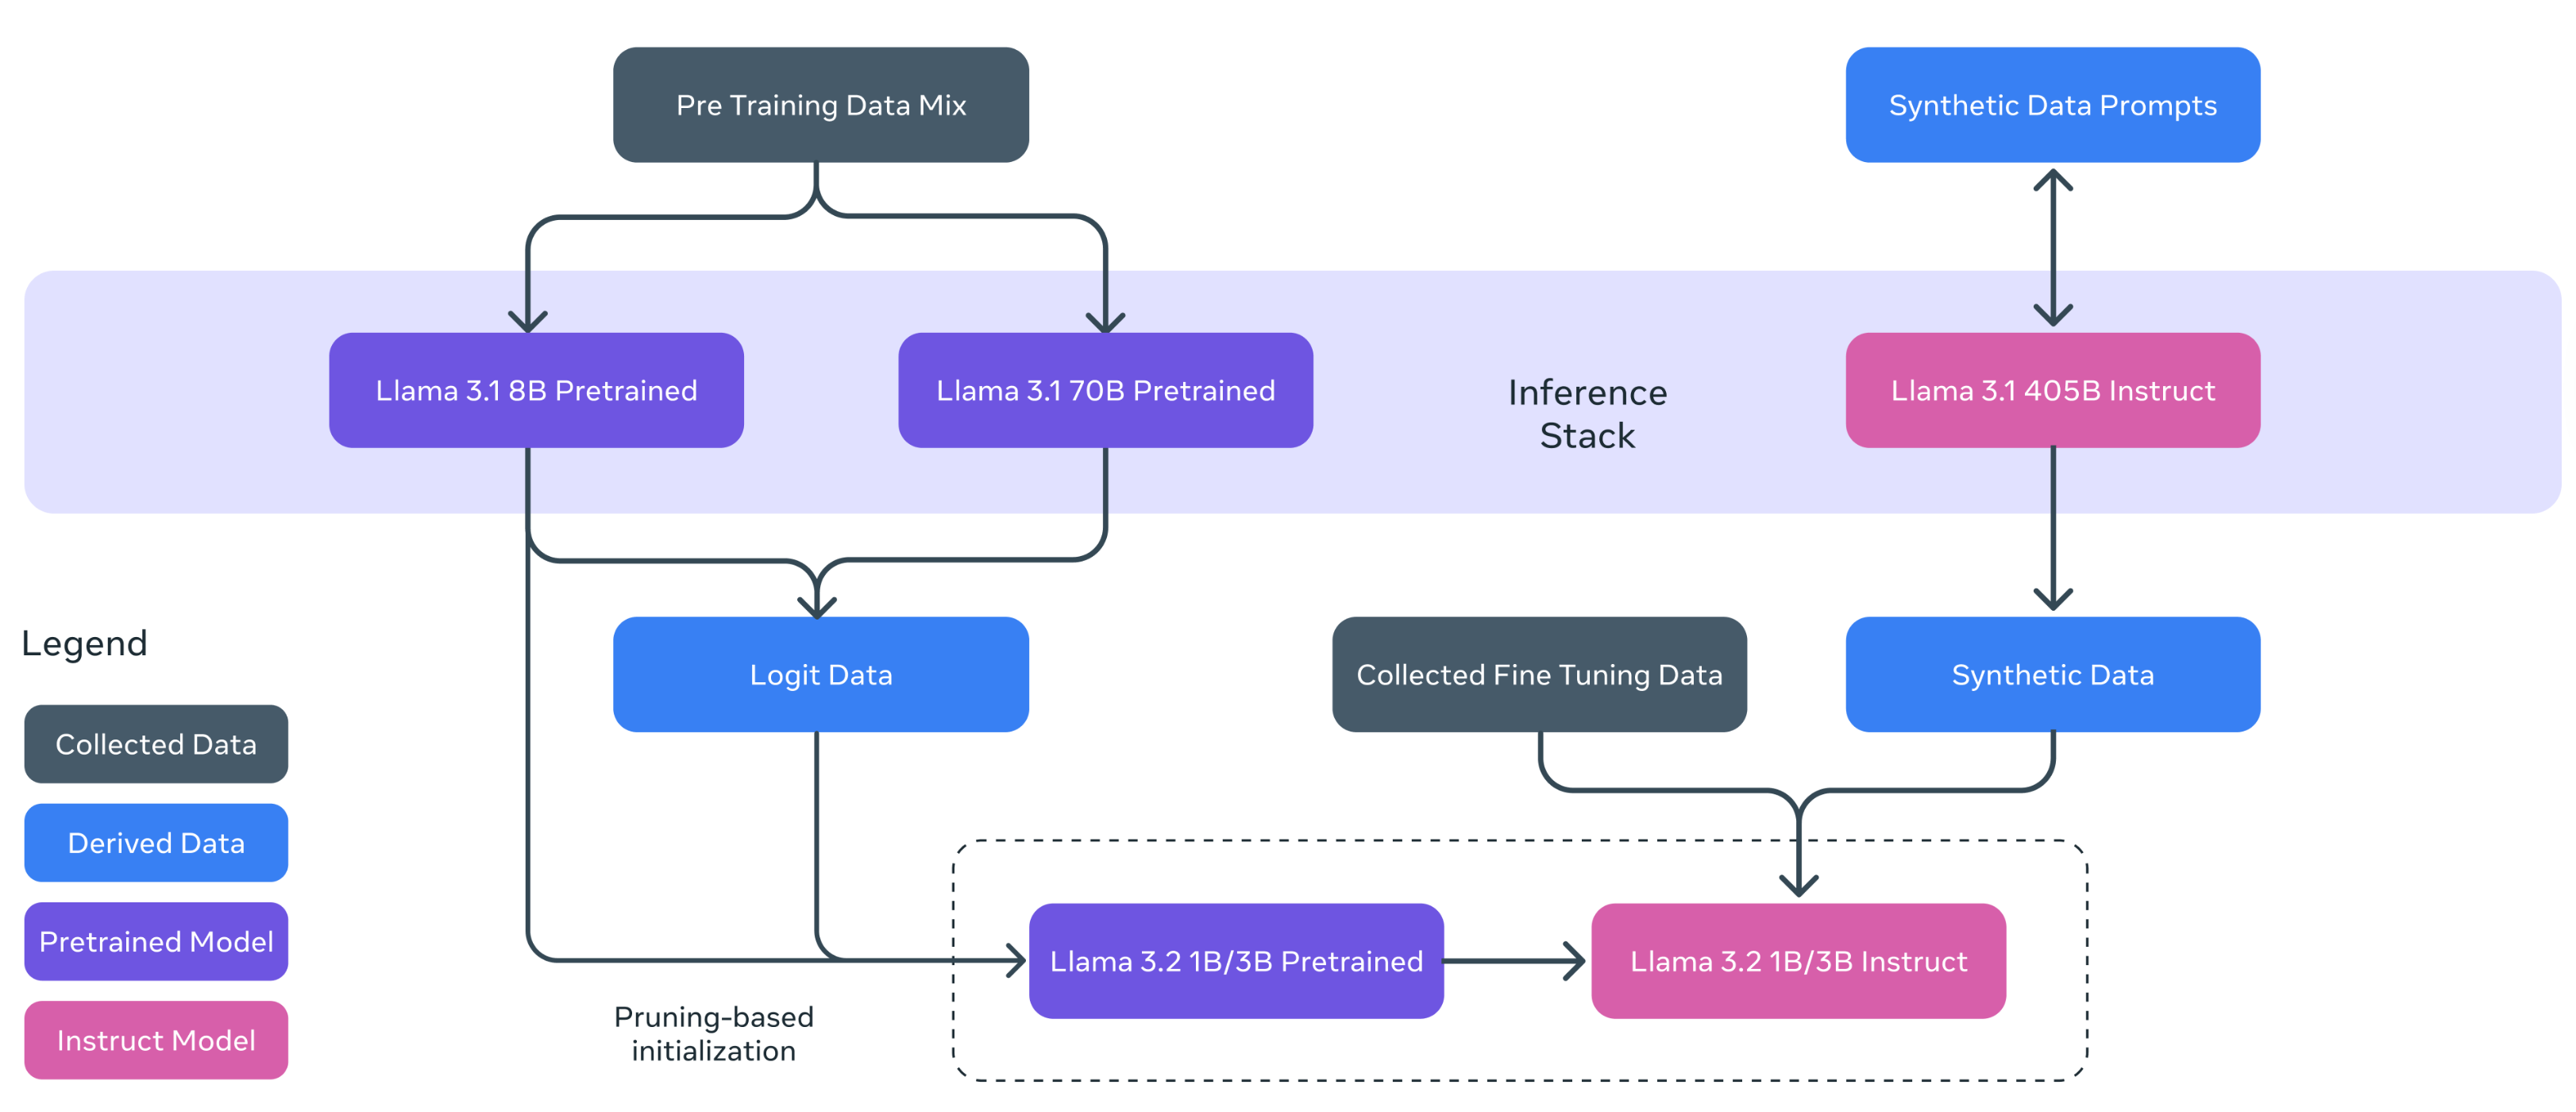 Pre Training Data Mix
Synthetic Data Prompts
Llama 3.1 8B Pretrained
Llama 3.1 70B Pretrained
Inference
Stack
Llama 3.1 405B Instruct
Legend
Logit Data
Collected Fine Tuning Data
Synthetic Data
Collected Data
Derived Data
Pretrained Model
Instruct Model
Llama 3.2 1B/3B Pretrained
Llama 3.2 1B/3B Instruct
Pruning-based
initialization